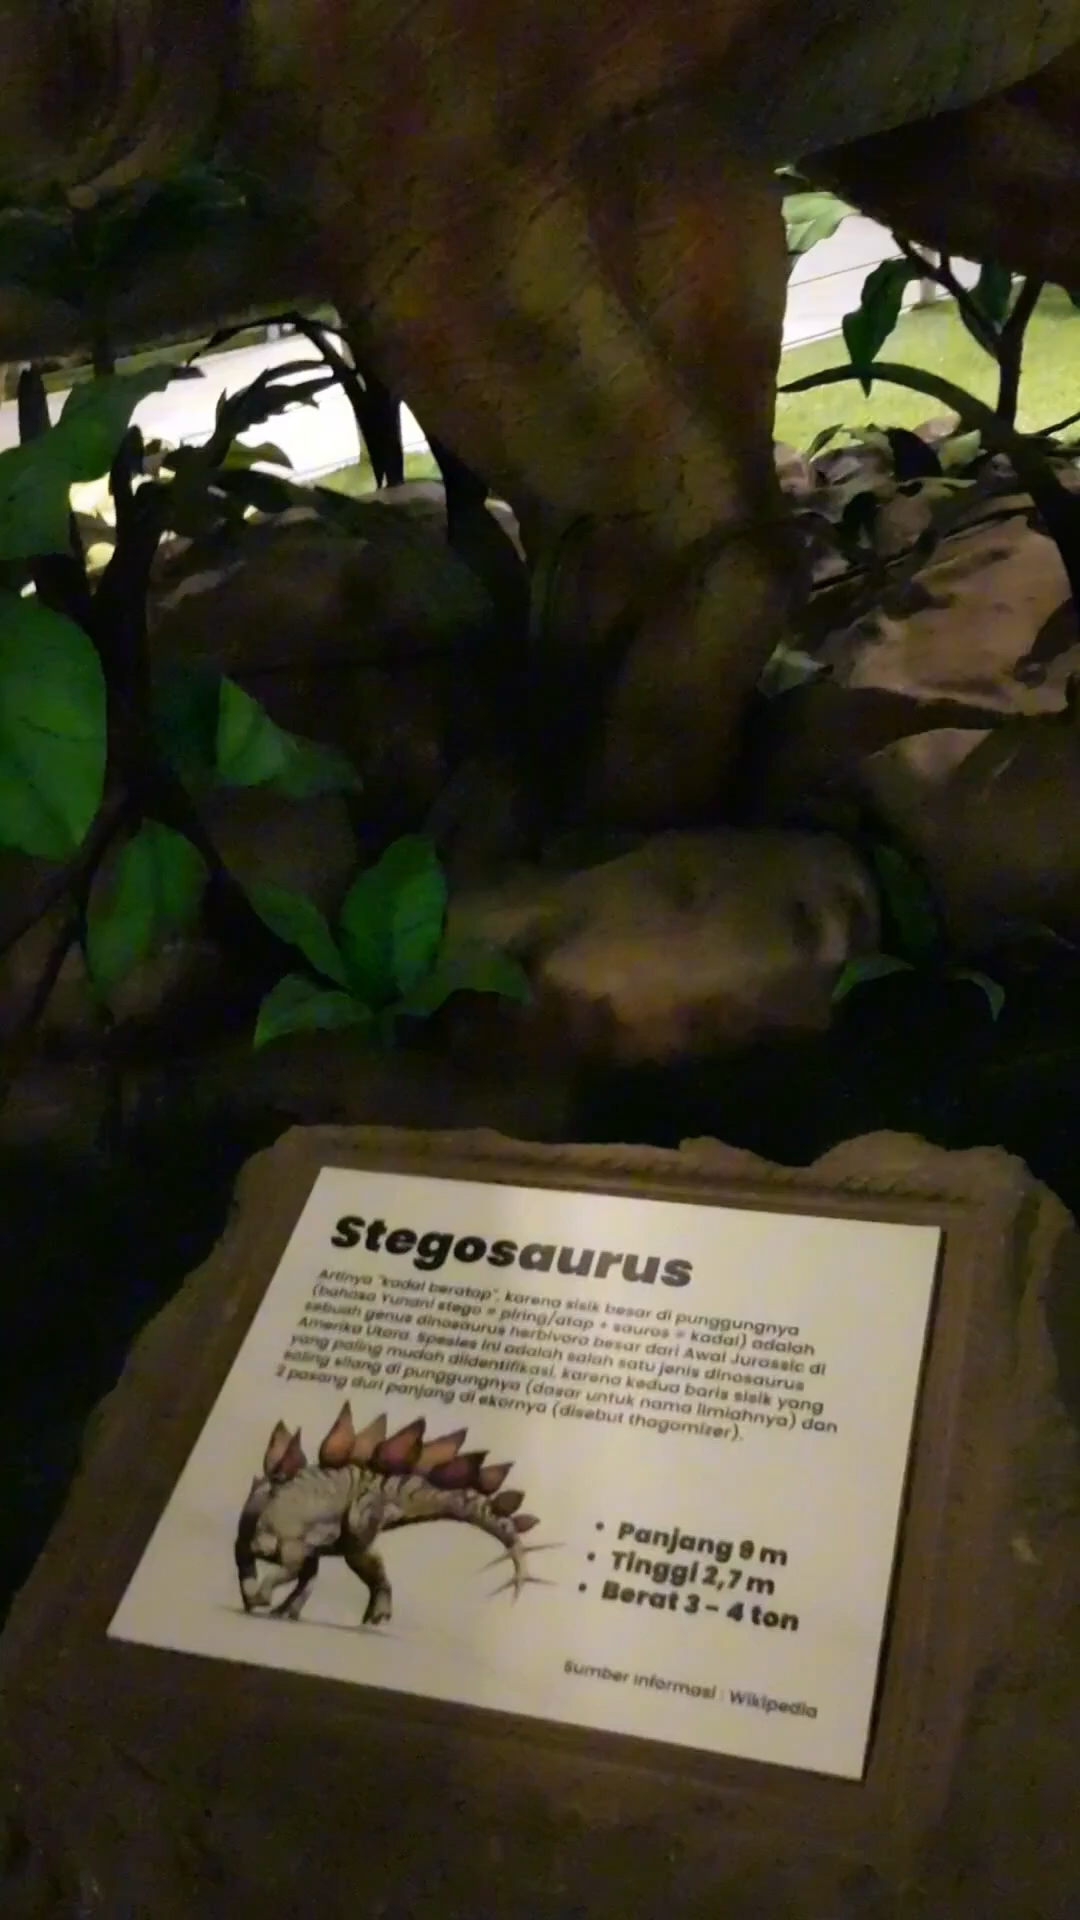 Stegosaurus
Artinya "kadal beratap", karena sisik besar di punggungnya
(bahasa Yunani stego = piring/atap + sauros = kadal) adalah
sebuah genus dinosaurus herbivora besar dari Awal Jurassic di
Amerika Utara. Spesies ini adalah salah satu jenis dinosaurus
yang paling mudah diidentifikasi, karena kedua baris sisik yang
saling silang di punggungnya (dasar untuk nama ilmiahnya) dan
2 pasang duri panjang di ekornya (disebut thagomizer).
• Panjang 9 m
• Tinggi 2,7 m
• Berat 3 - 4 ton
Sumber informasi : Wikipedia